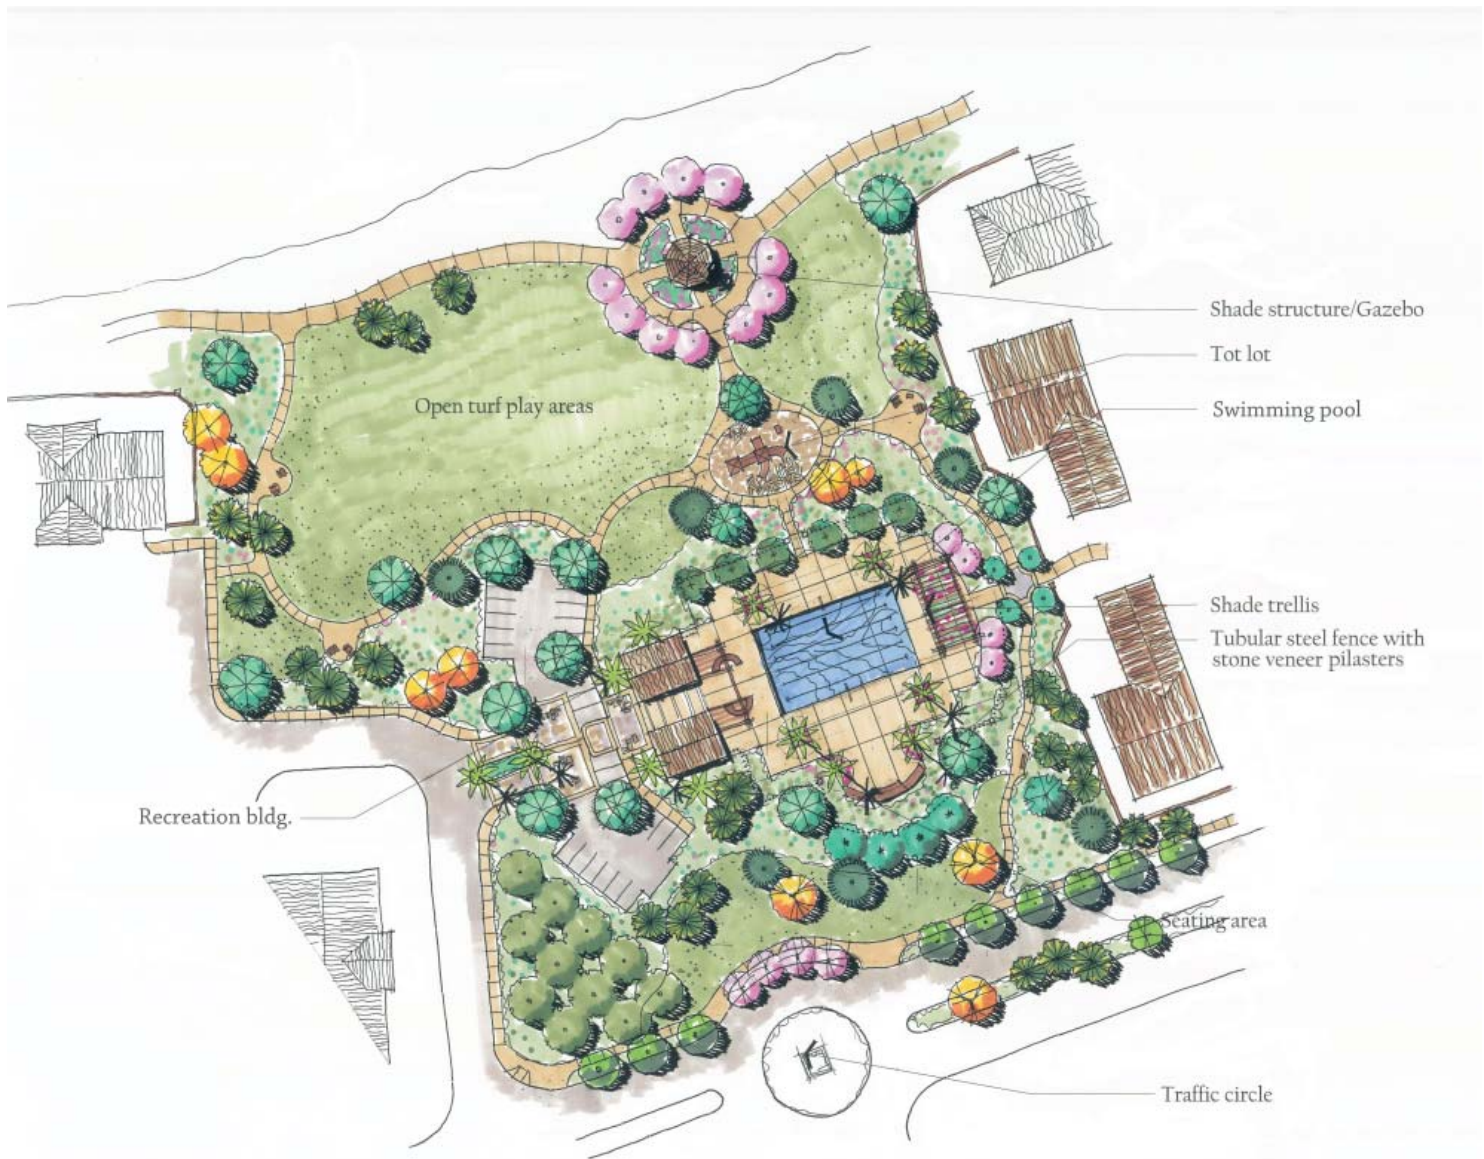 Shade structure/Gazebo
Tot lot
Open turf play areas
Swimming pool
Shade trellis
Tubular steel fence with
stone veneer pilasters
Recreation bldg.
Seating area
Traffic circle